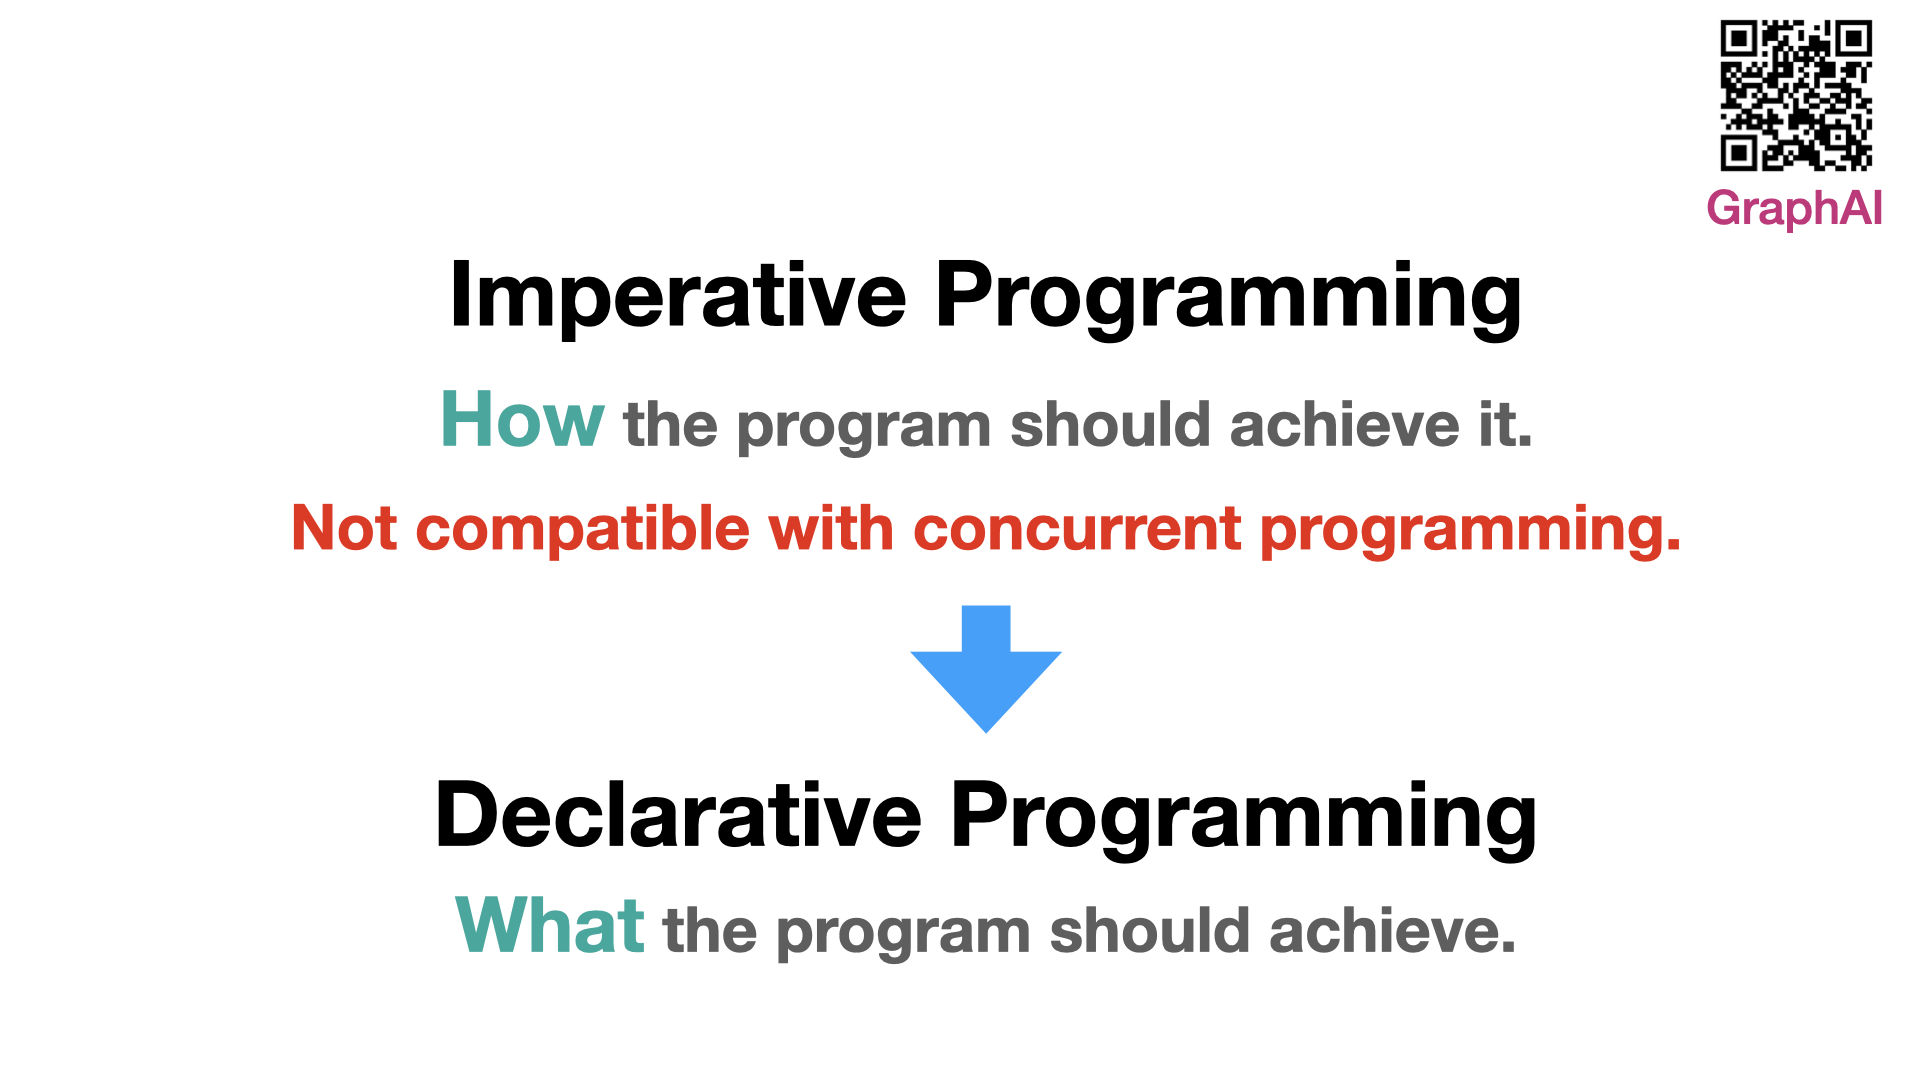 GraphAI
Imperative Programming
How the program should achieve it.
Not compatible with concurrent programming.
Declarative Programming
What the program should achieve.